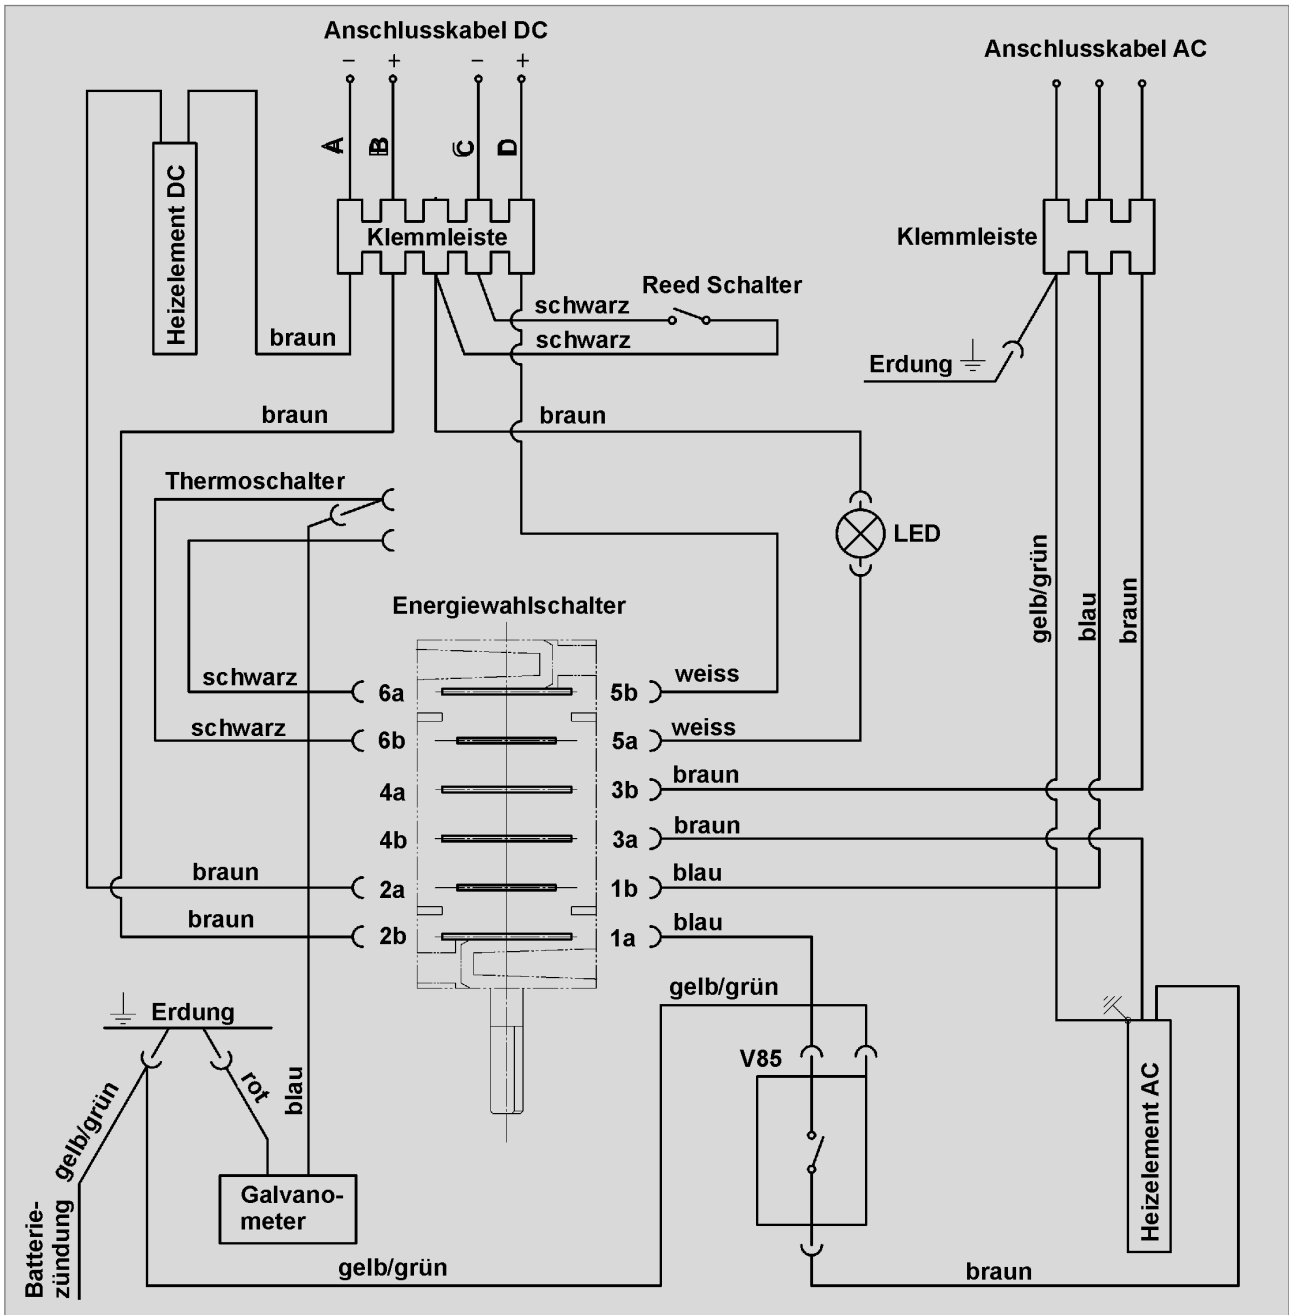 Anschlusskabel DC
Anschlusskabel AC
− + − +
A B C D
Heizelement DC
Klemmleiste
Klemmleiste
Reed Schalter
schwarz
braun
schwarz
Erdung
braun
braun
Thermoschalter
LED
gelb/grün
blau
braun
Energiewahlschalter
schwarz 6a 5b weiss
schwarz 6b 5a weiss
4a 3b braun
4b 3a braun
braun 2a 1b blau
braun 2b 1a blau
gelb/grün
Erdung
V85
gelb/grün
rot
blau
Heizelement AC
Batterie-
zündung
Galvano-
meter
gelb/grün
braun